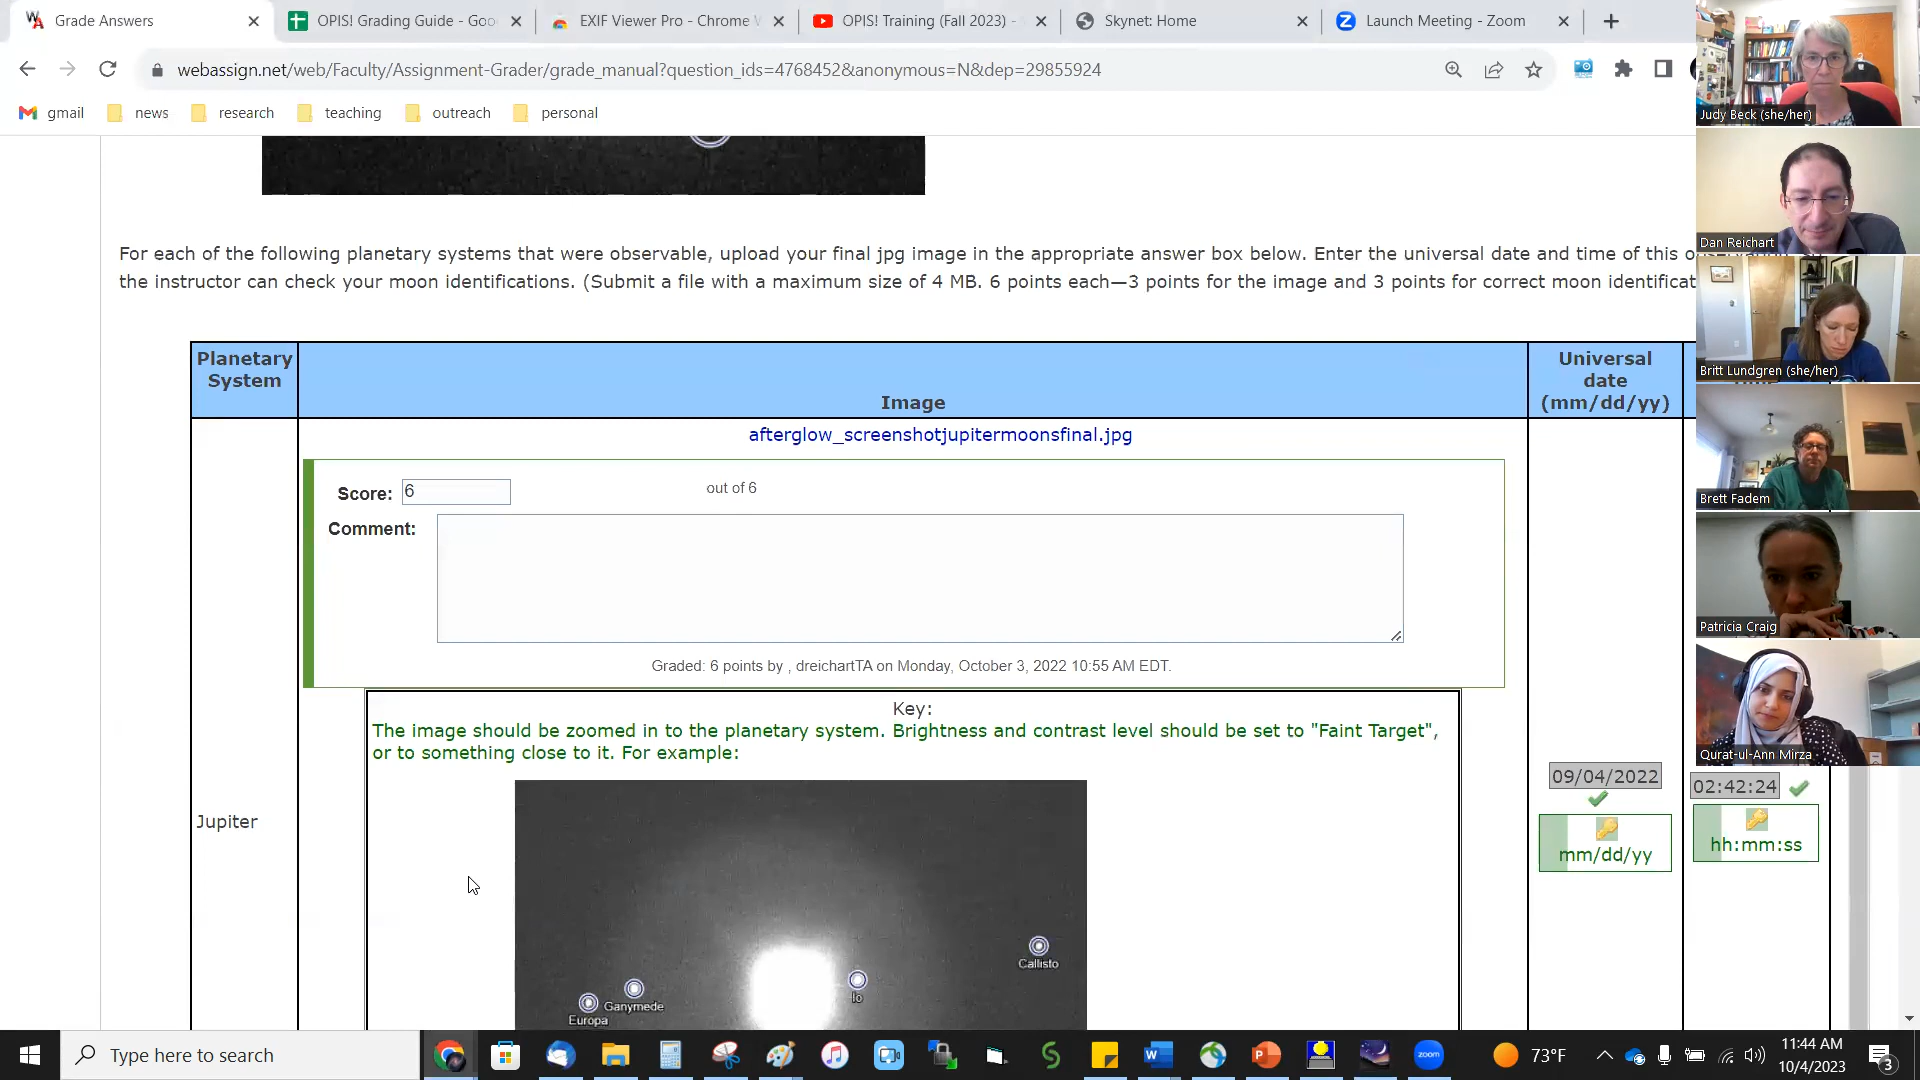 Grade Answers
OPIS! Grading Guide - Goo
EXIF Viewer Pro - Chrome W
OPIS! Training (Fall 2023) -
Skynet: Home
Launch Meeting - Zoom
webassign.net/web/Faculty/Assignment-Grader/grade_manual?question_ids=4768452&anonymous=N&dep=29855924
gmail
news
research
teaching
outreach
personal
Judy Beck (she/her)
Dan Reichart
Britt Lundgren (she/her)
Brett Fadem
Patricia Craig
Qurat-ul-Ann Mirza
For each of the following planetary systems that were observable, upload your final jpg image in the appropriate answer box below. Enter the universal date and time of this
the instructor can check your moon identifications. (Submit a file with a maximum size of 4 MB. 6 points each—3 points for the image and 3 points for correct moon identificat
Planetary
System
Image
Universal
date
(mm/dd/yy)
afterglow_screenshotjupitermoonsfinal.jpg
Score: 6
out of 6
Comment:
Graded: 6 points by , dreichartTA on Monday, October 3, 2022 10:55 AM EDT.
Key:
The image should be zoomed in to the planetary system. Brightness and contrast level should be set to "Faint Target",
or to something close to it. For example:
Jupiter
09/04/2022
mm/dd/yy
02:42:24
hh:mm:ss
Callisto
Io
Ganymede
Europa
Type here to search
zoom
73°F
11:44 AM
10/4/2023
3